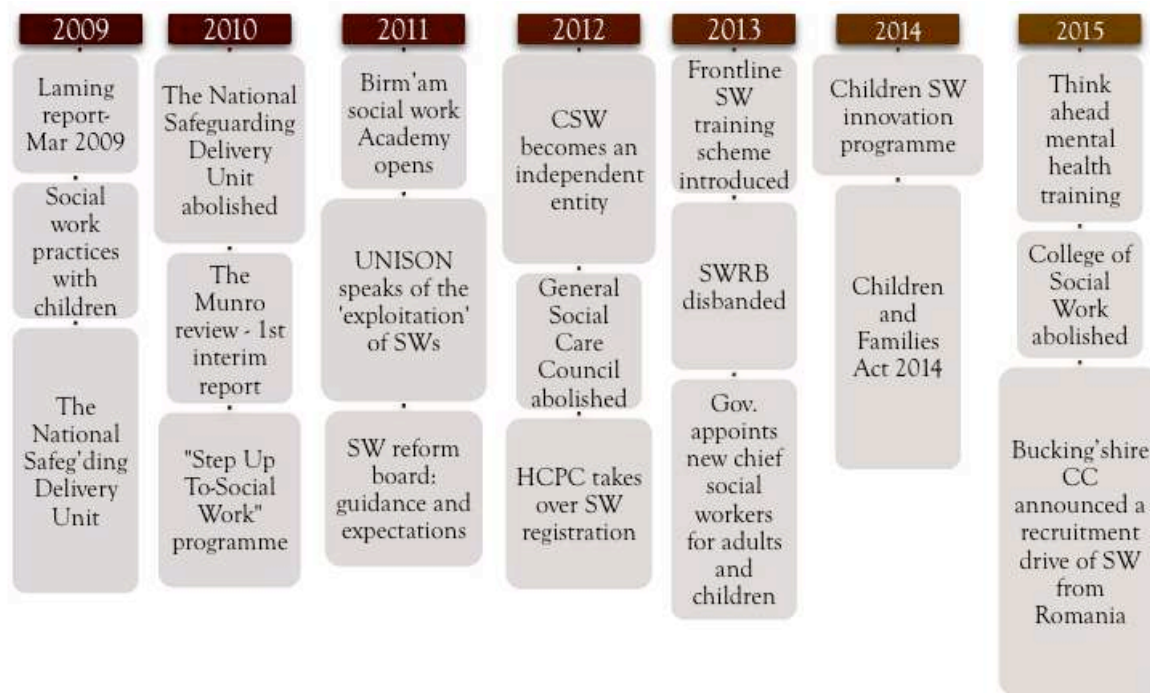 2009
Laming
report-
Mar 2009
Social
work
practices
with
children
The
National
Safeg'ding
Delivery
Unit
2010
The National
Safeguarding
Delivery
Unit
abolished
The
Munro
review - 1st
interim
report
"Step Up
To-Social
Work"
programme
2011
Birm'am
social work
Academy
opens
UNISON
speaks of the
'exploitation'
of SWs
SW reform
board:
guidance and
expectations
2012
CSW
becomes an
independent
entity
General
Social
Care
Council
abolished
HCPC takes
over SW
registration
2013
Frontline
SW
training
scheme
introduced
SWRB
disbanded
Gov.
appoints
new chief
social
workers
for adults
and
children
2014
Children SW
innovation
programme
Children
and
Families
Act 2014
2015
Think
ahead
mental
health
training
College of
Social
Work
abolished
Bucking'shire
CC
announced a
recruitment
drive of SW
from
Romania